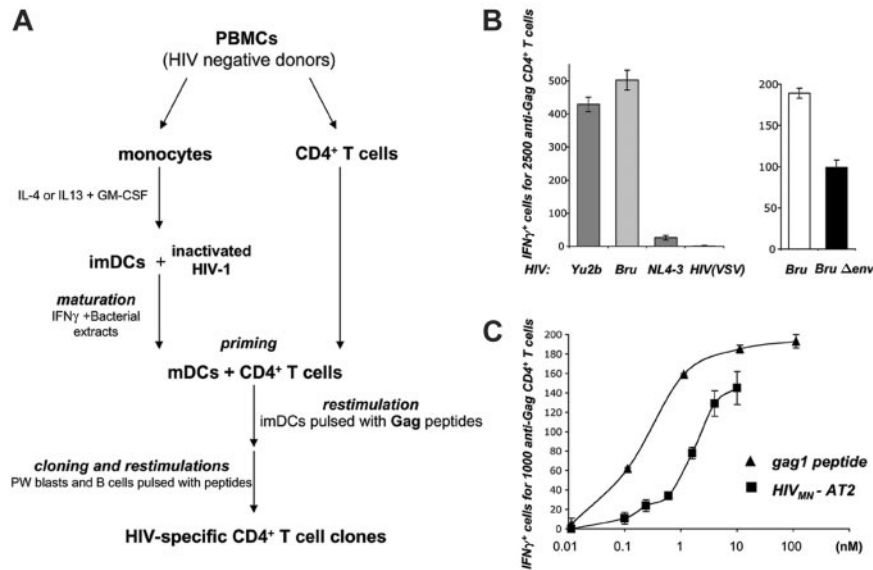 A
PBMCs
(HIV negative donors)
monocytes
CD4+ T cells
IL-4 or IL13 + GM-CSF
imDCs + inactivated
HIV-1
maturation
IFNγ +Bacterial
extracts
priming
mDCs + CD4+ T cells
restimulation
imDCs pulsed with Gag peptides
cloning and restimulations
PW blasts and B cells pulsed with peptides
HIV-specific CD4+ T cell clones
B
IFNγ+ cells for 2500 anti-Gag CD4+ T cells
500
400
300
200
100
0
HIV: Yu2b Bru NL4-3 HIV(VSV)
200
150
100
50
0
Bru Bru Δenv
C
IFNγ+ cells for 1000 anti-Gag CD4+ T cells
200
180
160
140
120
100
80
60
40
20
0
gag1 peptide
HIVMN - AT2
0.01 0.1 1 10 100 (nM)